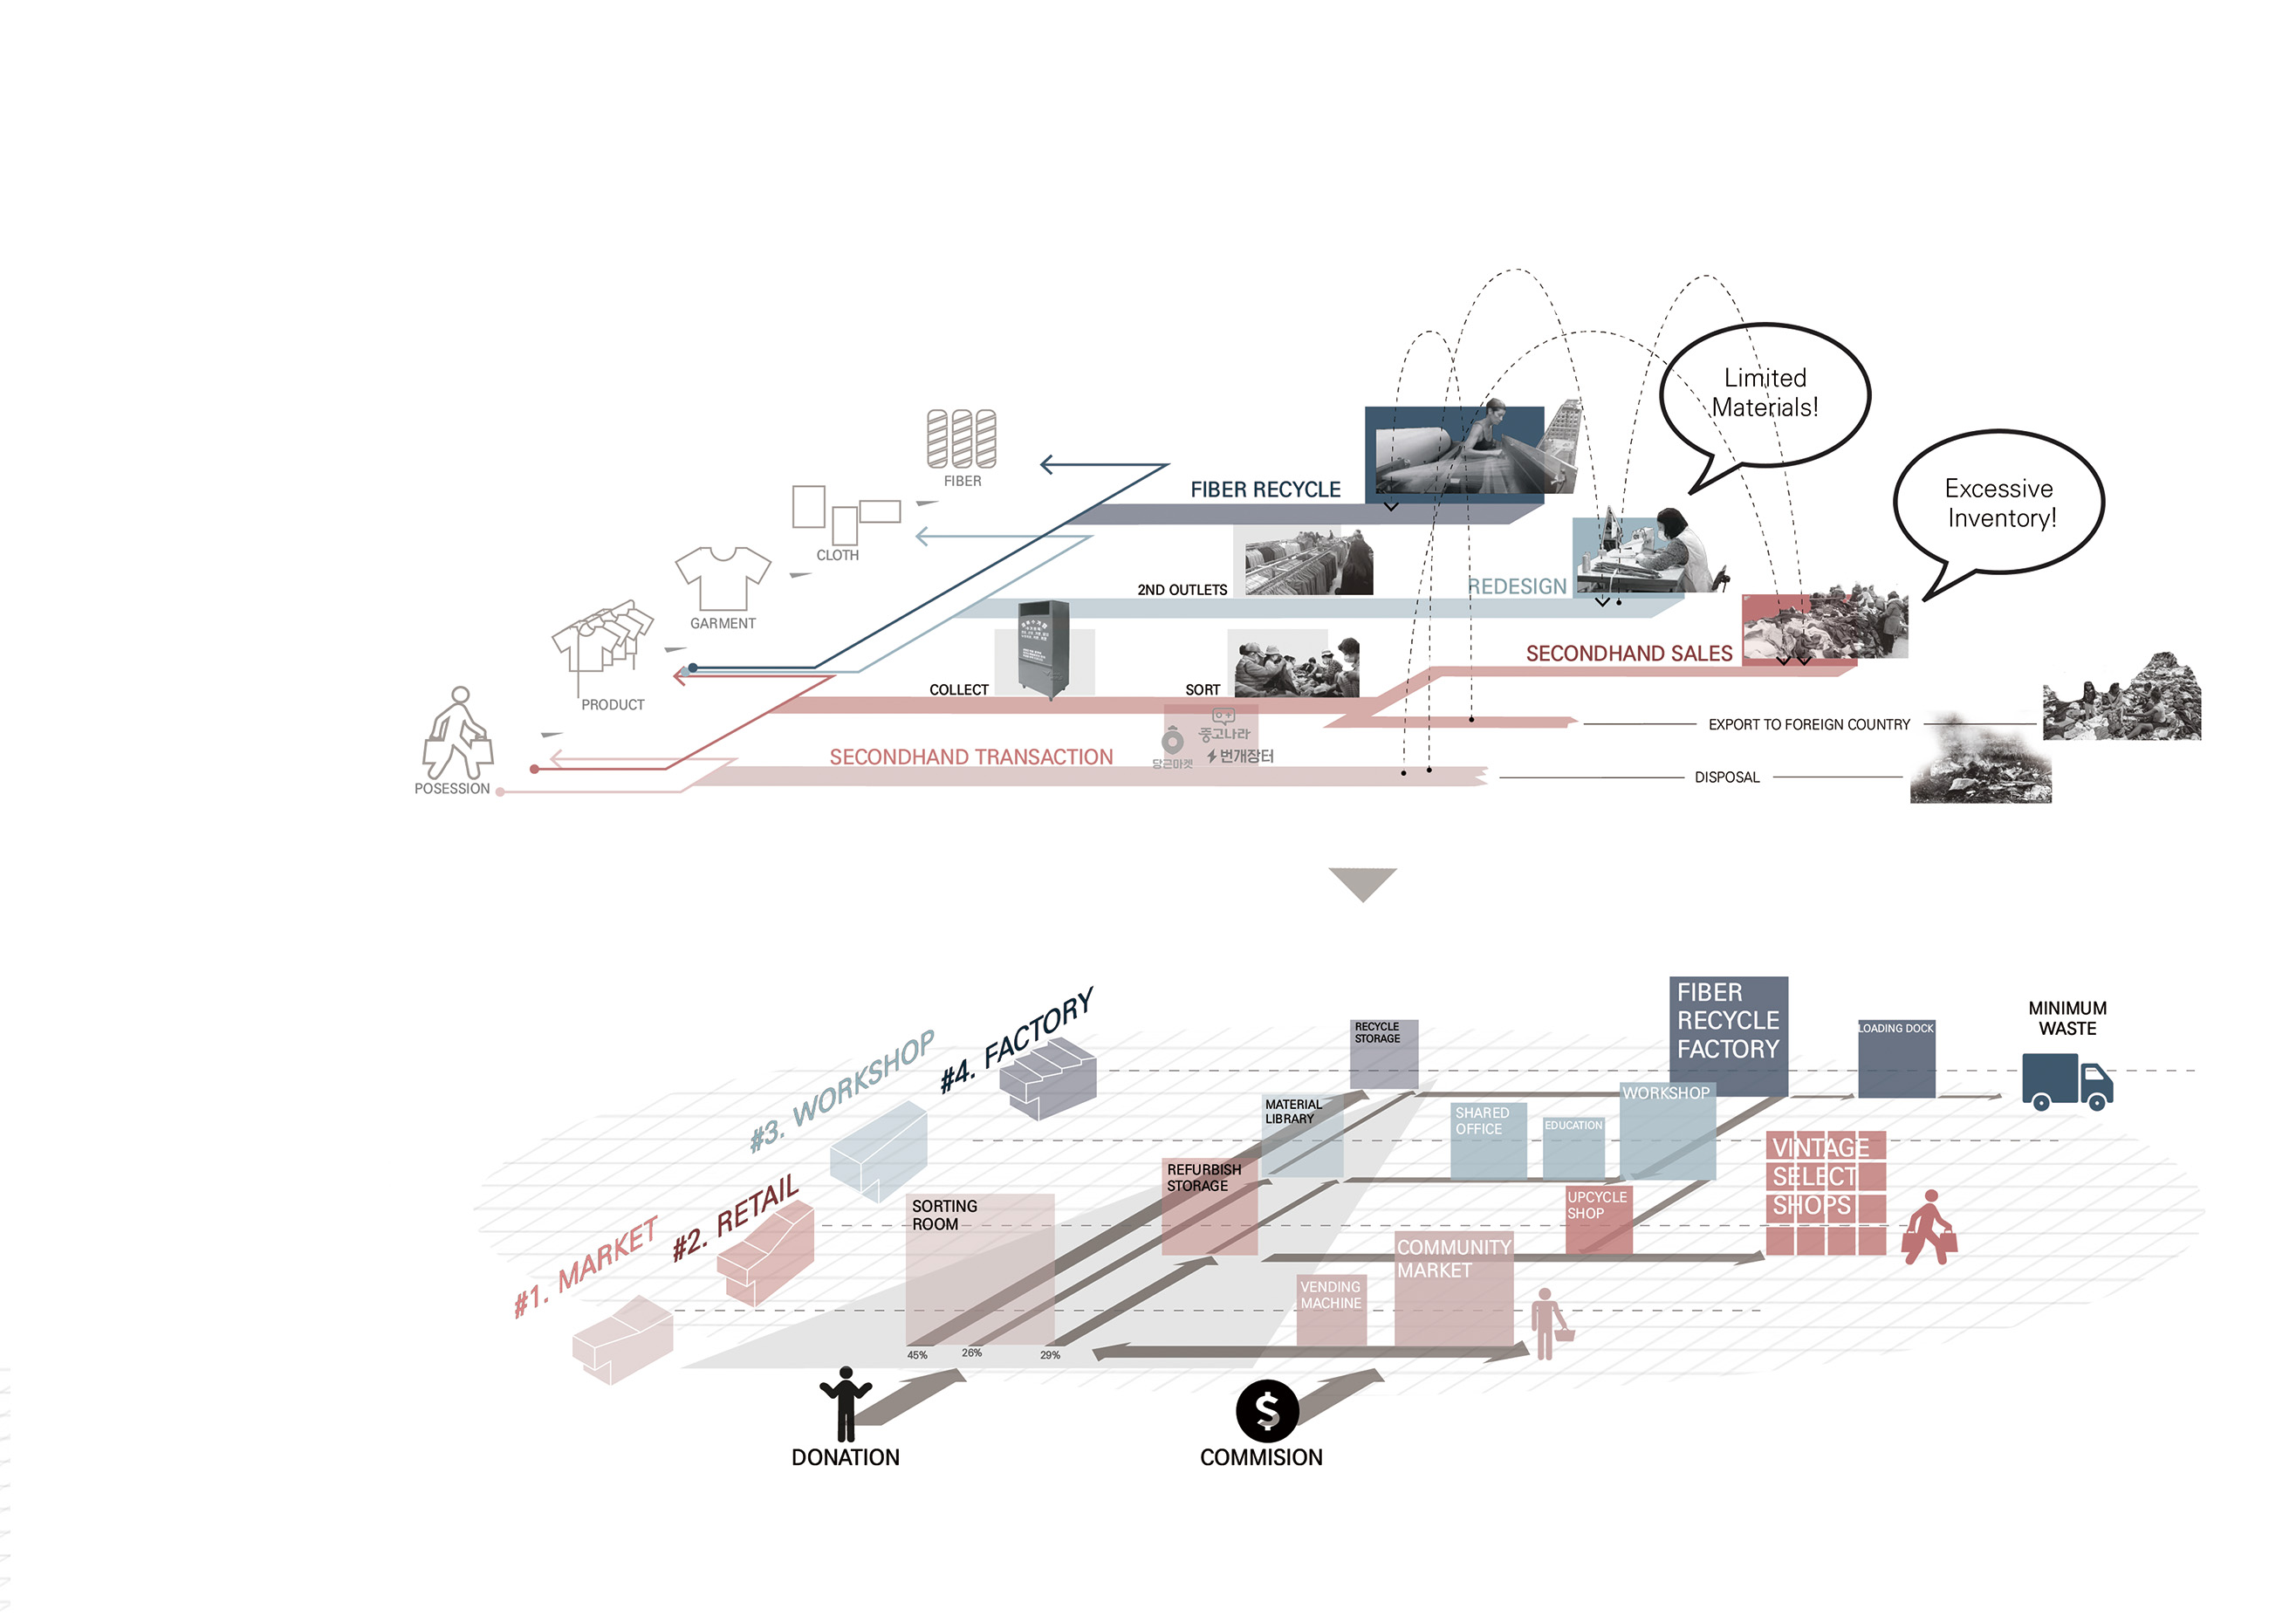 Limited
Materials!
Excessive
Inventory!
FIBER
FIBER RECYCLE
CLOTH
2ND OUTLETS
REDESIGN
GARMENT
SECONDHAND SALES
COLLECT
SORT
PRODUCT
중고나라
EXPORT TO FOREIGN COUNTRY
번개장터
당근마켓
SECONDHAND TRANSACTION
DISPOSAL
POSESSION
#4. FACTORY
#3. WORKSHOP
#2. RETAIL
#1. MARKET
FIBER
RECYCLE
FACTORY
RECYCLE
STORAGE
LOADING DOCK
MINIMUM
WASTE
MATERIAL
LIBRARY
SHARED
OFFICE
EDUCATION
WORKSHOP
VINTAGE
SELECT
SHOPS
REFURBISH
STORAGE
SORTING
ROOM
UPCYCLE
SHOP
COMMUNITY
MARKET
VENDING
MACHINE
45%
26%
29%
$
DONATION
COMMISION